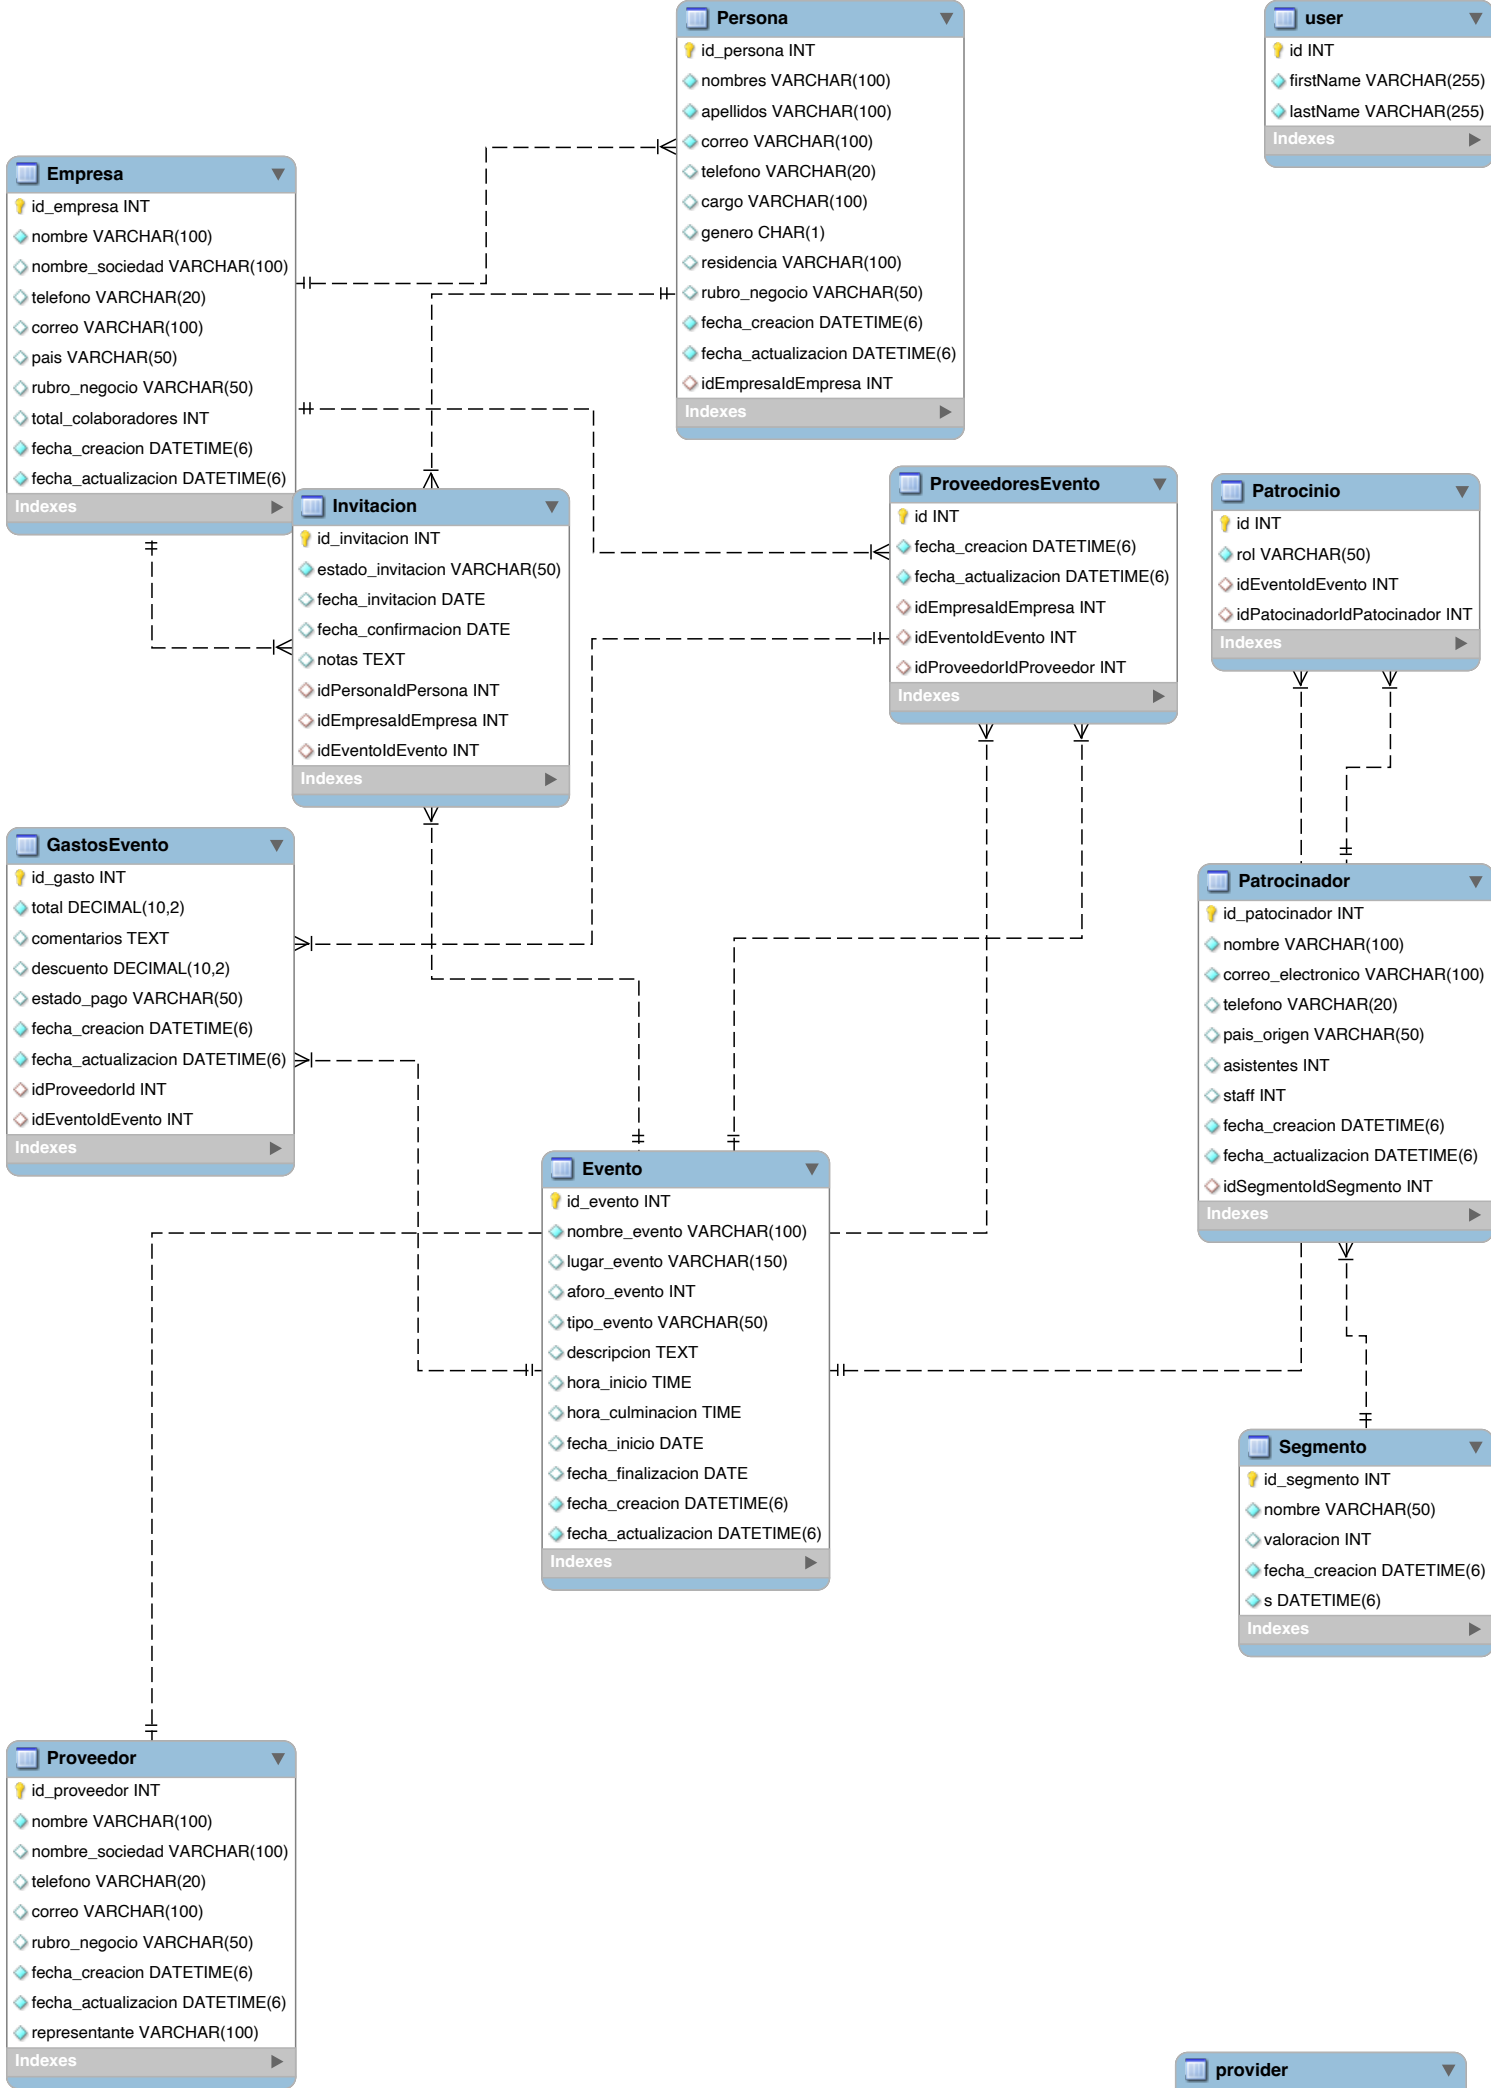 Persona
id_persona INT
nombres VARCHAR(100)
apellidos VARCHAR(100)
correo VARCHAR(100)
telefono VARCHAR(20)
cargo VARCHAR(100)
genero CHAR(1)
residencia VARCHAR(100)
rubro_negocio VARCHAR(50)
fecha_creacion DATETIME(6)
fecha_actualizacion DATETIME(6)
idEmpresaIdEmpresa INT
Indexes
user
id INT
firstName VARCHAR(255)
lastName VARCHAR(255)
Indexes
Empresa
id_empresa INT
nombre VARCHAR(100)
nombre_sociedad VARCHAR(100)
telefono VARCHAR(20)
correo VARCHAR(100)
pais VARCHAR(50)
rubro_negocio VARCHAR(50)
total_colaboradores INT
fecha_creacion DATETIME(6)
fecha_actualizacion DATETIME(6)
Indexes
Invitacion
id_invitacion INT
estado_invitacion VARCHAR(50)
fecha_invitacion DATE
fecha_confirmacion DATE
notas TEXT
idPersonaIdPersona INT
idEmpresaIdEmpresa INT
idEventoIdEvento INT
Indexes
ProveedoresEvento
id INT
fecha_creacion DATETIME(6)
fecha_actualizacion DATETIME(6)
idEmpresaIdEmpresa INT
idEventoIdEvento INT
idProveedorIdProveedor INT
Indexes
Patrocinio
id INT
rol VARCHAR(50)
idEventoIdEvento INT
idPatocinadorIdPatocinador INT
Indexes
GastosEvento
id_gasto INT
total DECIMAL(10,2)
comentarios TEXT
descuento DECIMAL(10,2)
estado_pago VARCHAR(50)
fecha_creacion DATETIME(6)
fecha_actualizacion DATETIME(6)
idProveedorId INT
idEventoIdEvento INT
Indexes
Patrocinador
id_patocinador INT
nombre VARCHAR(100)
correo_electronico VARCHAR(100)
telefono VARCHAR(20)
pais_origen VARCHAR(50)
asistentes INT
staff INT
fecha_creacion DATETIME(6)
fecha_actualizacion DATETIME(6)
idSegmentoIdSegmento INT
Indexes
Evento
id_evento INT
nombre_evento VARCHAR(100)
lugar_evento VARCHAR(150)
aforo_evento INT
tipo_evento VARCHAR(50)
descripcion TEXT
hora_inicio TIME
hora_culminacion TIME
fecha_inicio DATE
fecha_finalizacion DATE
fecha_creacion DATETIME(6)
fecha_actualizacion DATETIME(6)
Indexes
Segmento
id_segmento INT
nombre VARCHAR(50)
valoracion INT
fecha_creacion DATETIME(6)
s DATETIME(6)
Indexes
Proveedor
id_proveedor INT
nombre VARCHAR(100)
nombre_sociedad VARCHAR(100)
telefono VARCHAR(20)
correo VARCHAR(100)
rubro_negocio VARCHAR(50)
fecha_creacion DATETIME(6)
fecha_actualizacion DATETIME(6)
representante VARCHAR(100)
Indexes
provider